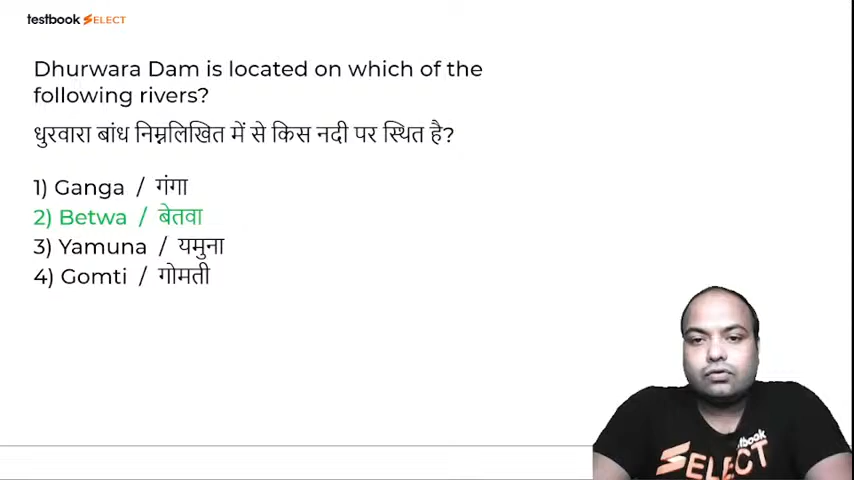 testbook SELECT
Dhurwara Dam is located on which of the
following rivers?
धुरवारा बांध निम्नलिखित में से किस नदी पर स्थित है?
1) Ganga / गंगा
2) Betwa / बेतवा
3) Yamuna / यमुना
4) Gomti / गोमती
testbook
SELECT